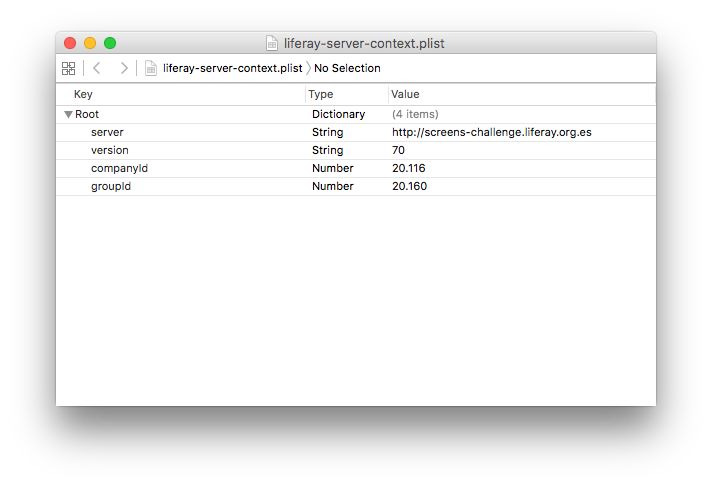 liferay-server-context.plist
liferay-server-context.plist No Selection
Key Type Value
Root Dictionary (4 items)
server String http://screens-challenge.liferay.org.es
version String 70
companyId Number 20.116
groupId Number 20.160